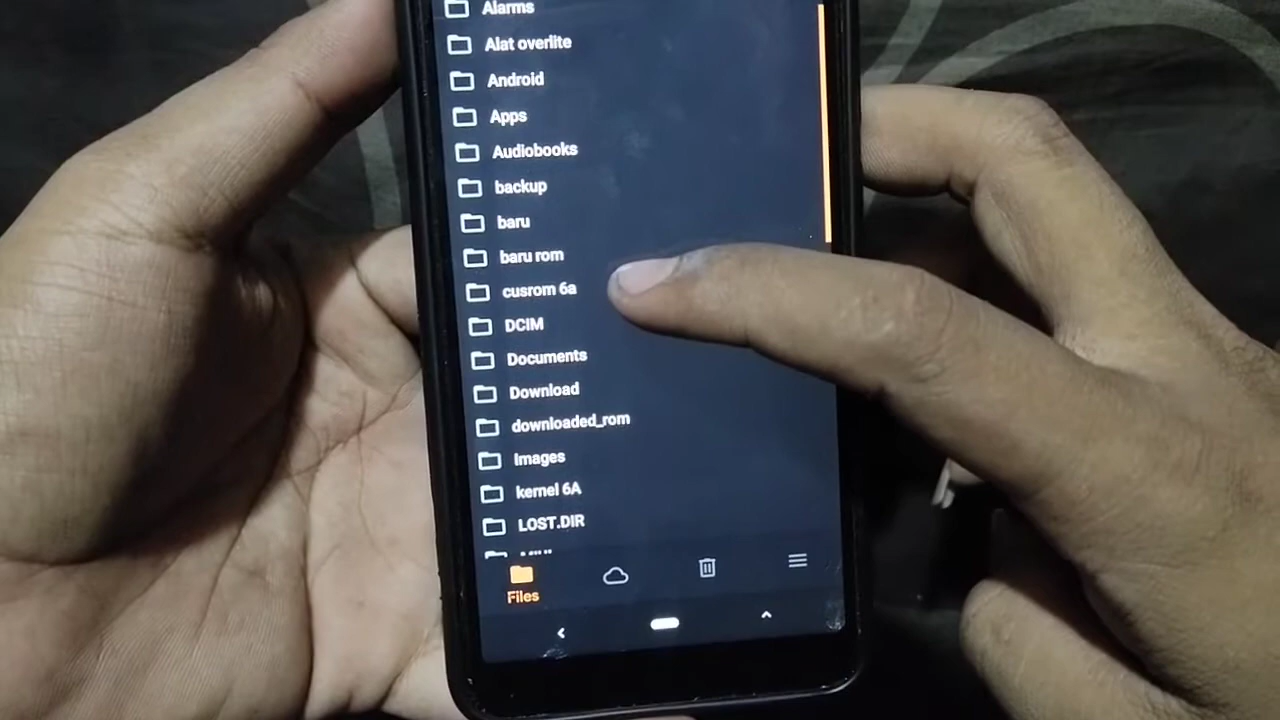 Alarms
Alat overlite
Android
Apps
Audiobooks
backup
baru
baru rom
cusrom 6a
DCIM
Documents
Download
downloaded_rom
Images
kernel 6A
LOST.DIR
Files